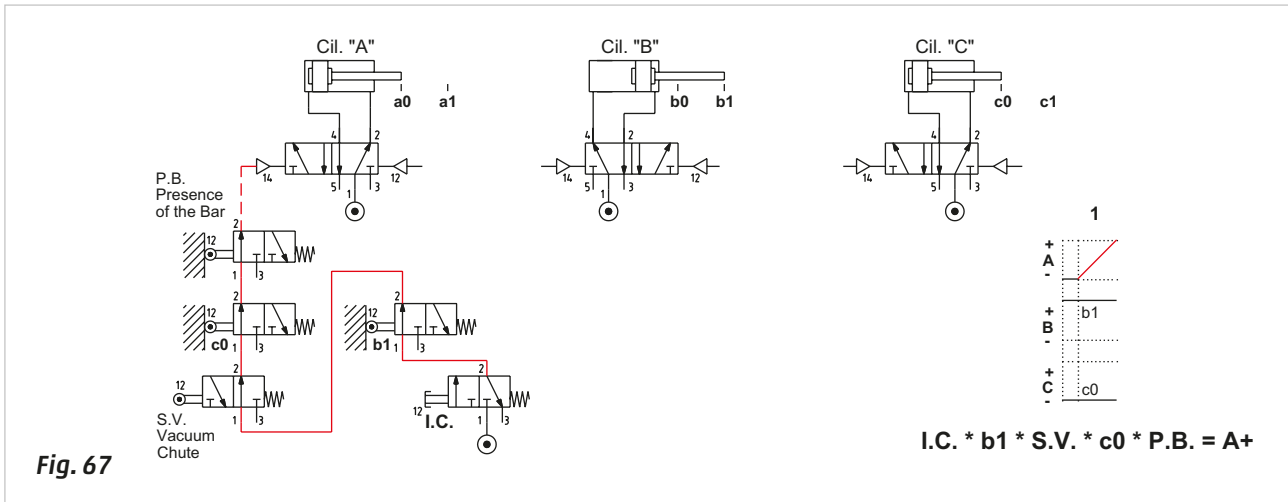 Cil. "A"
Cil. "B"
Cil. "C"
a0 a1
b0 b1
c0 c1
4 2
4 2
4 2
14 12
14 12
14 12
5 1 3
5 1 3
5 1 3
P.B.
Presence
of the Bar
2
12
1 3
2
12
c0
1 3
2
12
b1
1 3
12
1 3
S.V.
Vacuum
Chute
2
12
I.C.
3
1
+
A
-
+
B
-
b1
+
C
-
c0
I.C. * b1 * S.V. * c0 * P.B. = A+
Fig. 67